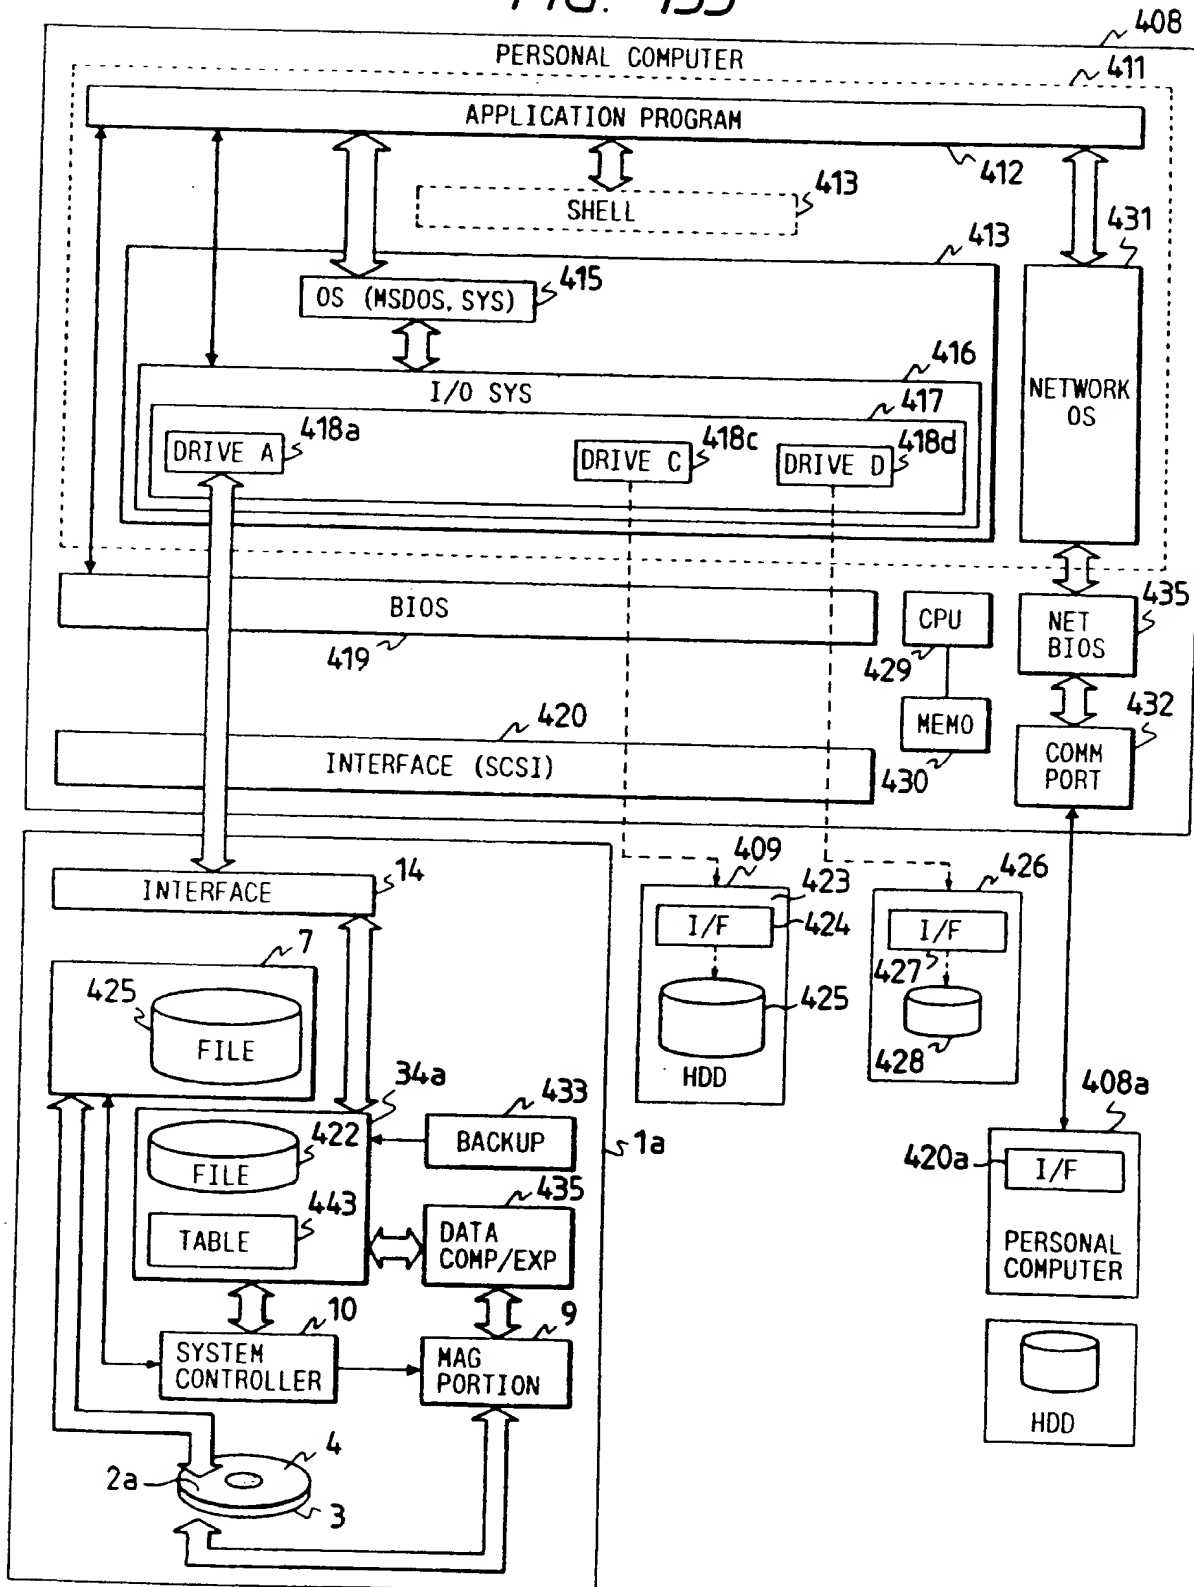 FIG. 133
408
PERSONAL COMPUTER
411
APPLICATION PROGRAM
412
413
SHELL
431
413
415
OS (MSDOS, SYS)
416
I/O SYS
417
NETWORK
OS
418a
DRIVE A
418c
DRIVE C
418d
DRIVE D
BIOS
419
CPU
429
435
NET
BIOS
420
INTERFACE (SCSI)
MEMO
430
432
COMM
PORT
14
INTERFACE
409
423
I/F
424
425
HDD
426
I/F
427
428
7
425
FILE
34a
433
BACKUP
1a
422
FILE
443
TABLE
435
DATA
COMP/EXP
408a
420a
I/F
PERSONAL
COMPUTER
10
SYSTEM
CONTROLLER
9
MAG
PORTION
HDD
4
2a
3